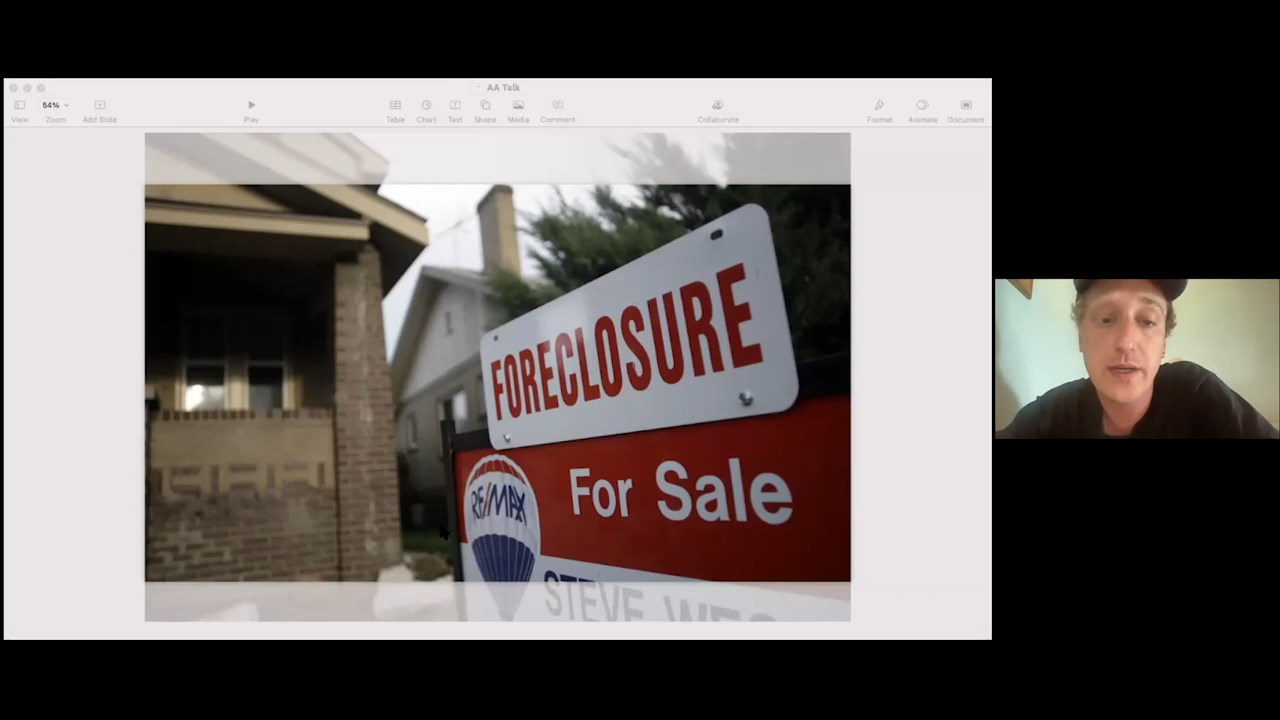 AA Talk
54%
View
Zoom
Add Slide
Play
Table
Chart
Text
Shape
Media
Comment
Collaborate
Format
Animate
Document
FORECLOSURE
For Sale
RE/MAX
STEVE